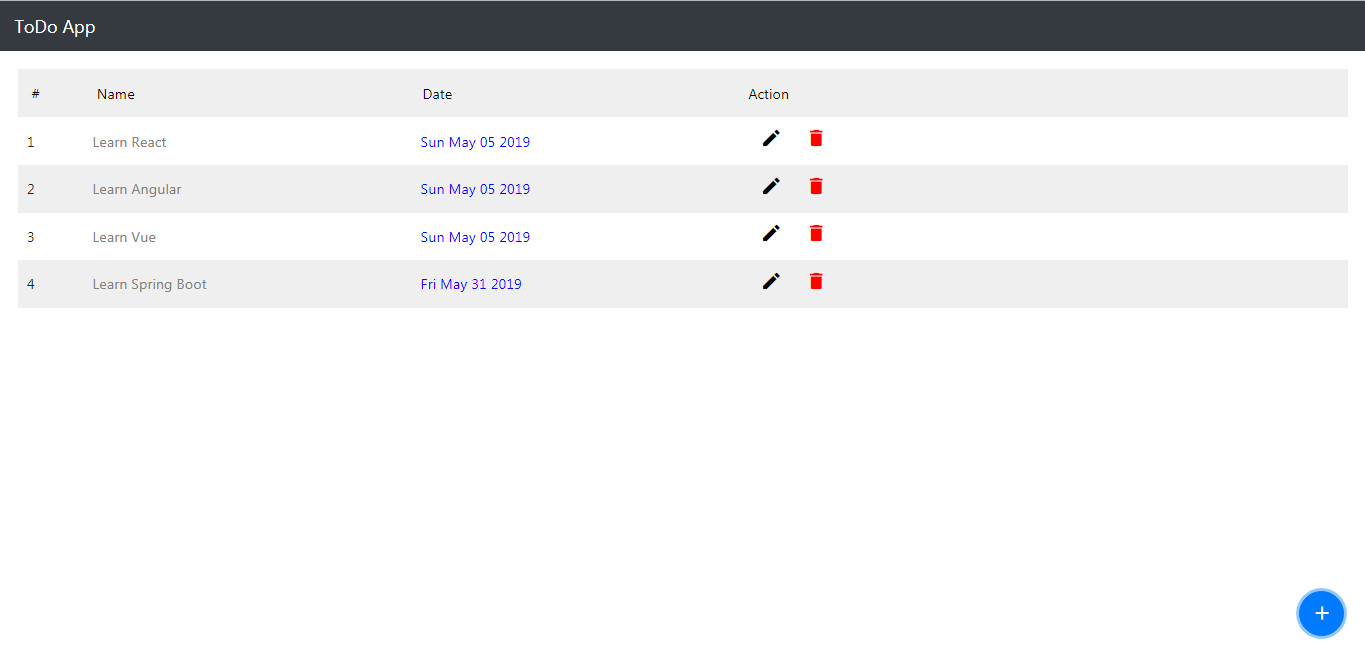 ToDo App
# Name Date Action
1 Learn React Sun May 05 2019
2 Learn Angular Sun May 05 2019
3 Learn Vue Sun May 05 2019
4 Learn Spring Boot Fri May 31 2019
+